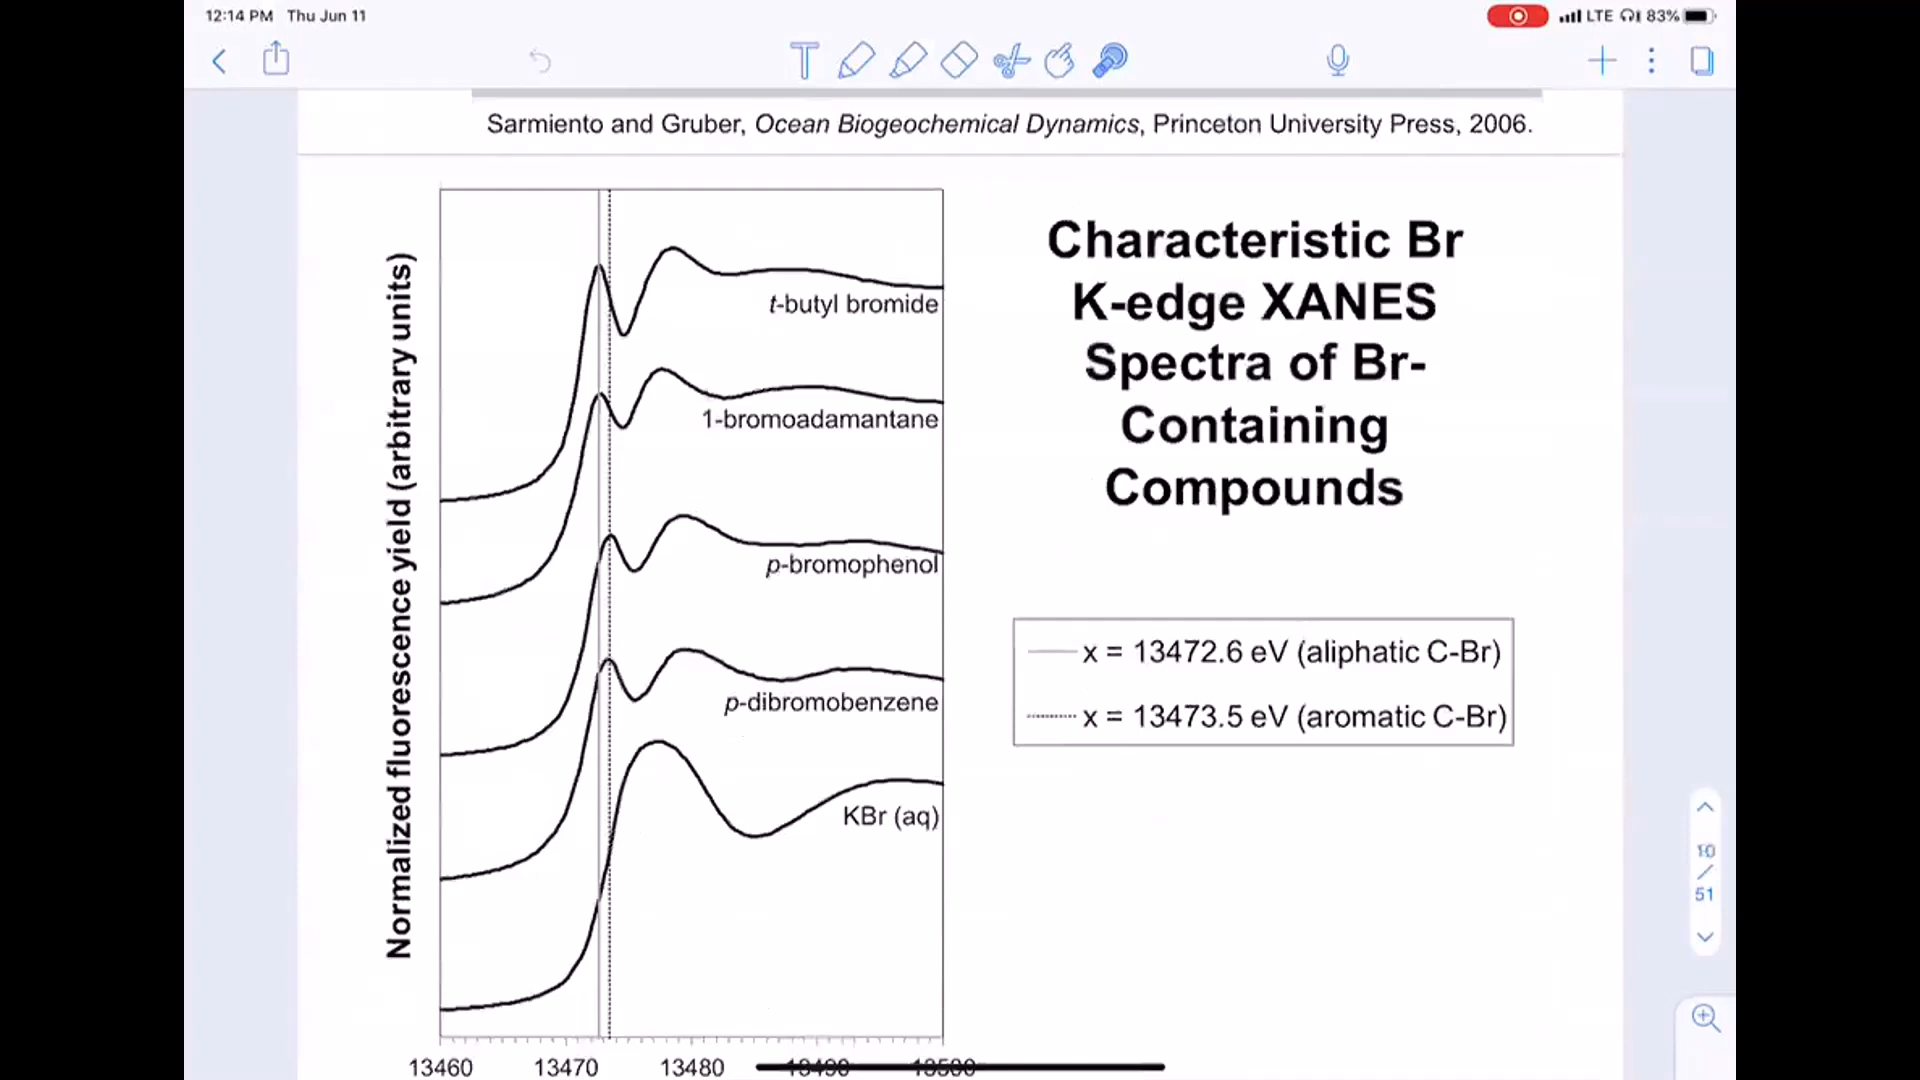 12:14 PM Thu Jun 11
LTE 83%
Sarmiento and Gruber, Ocean Biogeochemical Dynamics, Princeton University Press, 2006.
Normalized fluorescence yield (arbitrary units)
t-butyl bromide
1-bromoadamantane
p-bromophenol
p-dibromobenzene
KBr (aq)
13460 13470 13480 13490 13500
Characteristic Br
K-edge XANES
Spectra of Br-
Containing
Compounds
x = 13472.6 eV (aliphatic C-Br)
x = 13473.5 eV (aromatic C-Br)
10
/
51